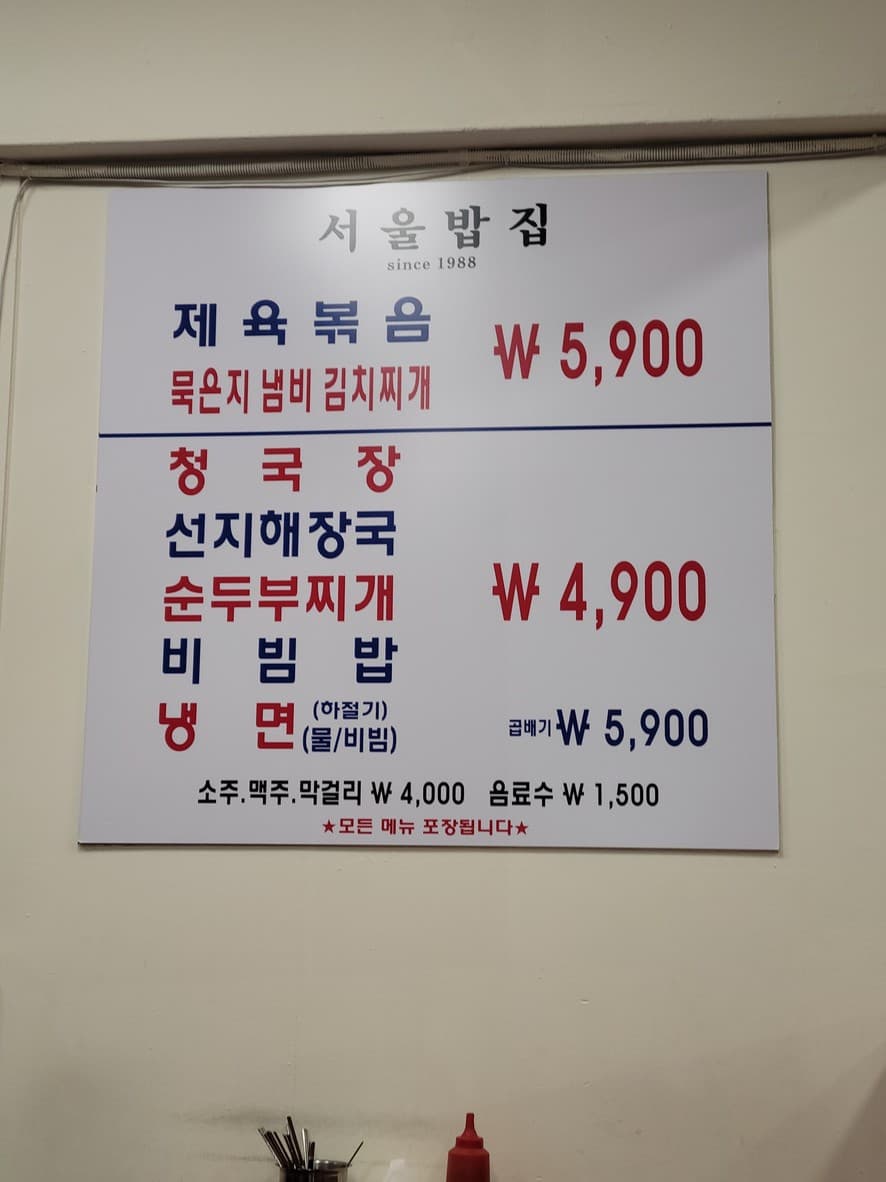 서울밥집
since 1988
제육볶음
묵은지 냄비 김치찌개
₩ 5,900
청국장
선지해장국
순두부찌개
비빔밥
₩ 4,900
냉면 (하절기)
(물/비빔)
곱배기 ₩ 5,900
소주.맥주.막걸리 ₩ 4,000 음료수 ₩ 1,500
★모든 메뉴 포장됩니다★